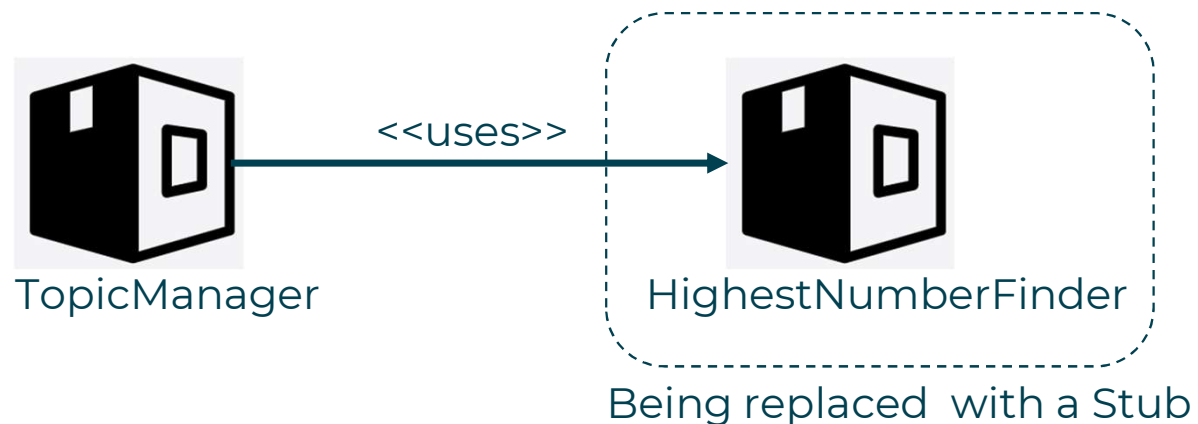 <<uses>>
TopicManager
HighestNumberFinder
Being replaced  with a Stub